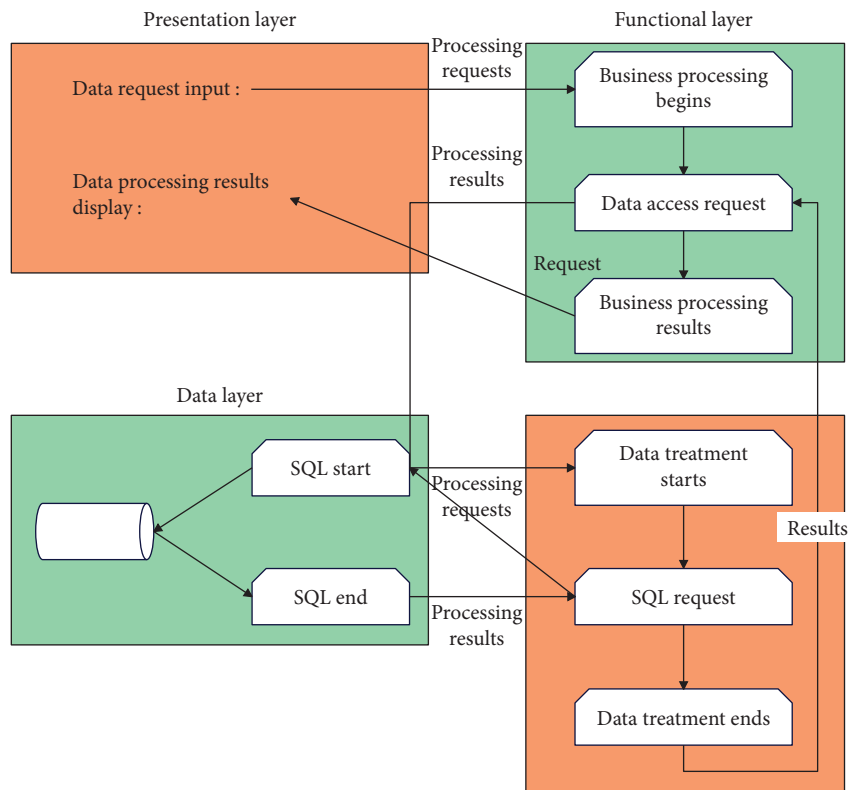 Presentation layer
Functional layer
Data request input :
Processing
requests
Business processing
begins
Data processing results
display :
Processing
results
Data access request
Request
Business processing
results
Data layer
SQL start
Processing
requests
Data treatment
starts
Results
SQL end
Processing
results
SQL request
Data treatment ends